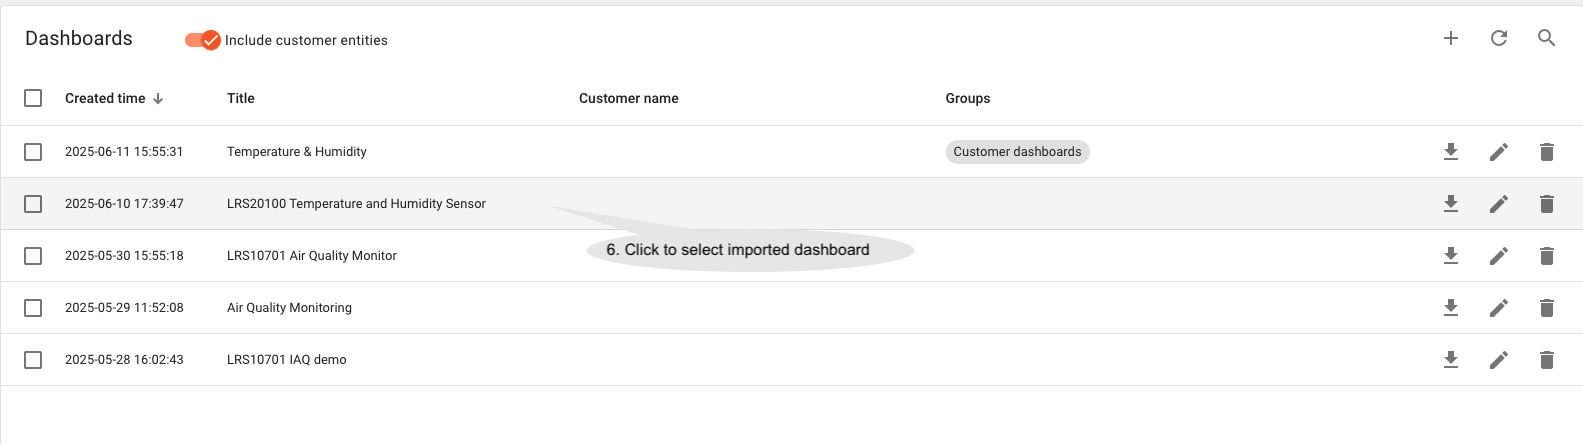 Dashboards Include customer entities
Created time Title Customer name Groups
2025-06-11 15:55:31 Temperature & Humidity Customer dashboards
2025-06-10 17:39:47 LRS20100 Temperature and Humidity Sensor
6. Click to select imported dashboard
2025-05-30 15:55:18 LRS10701 Air Quality Monitor
2025-05-29 11:52:08 Air Quality Monitoring
2025-05-28 16:02:43 LRS10701 IAQ demo